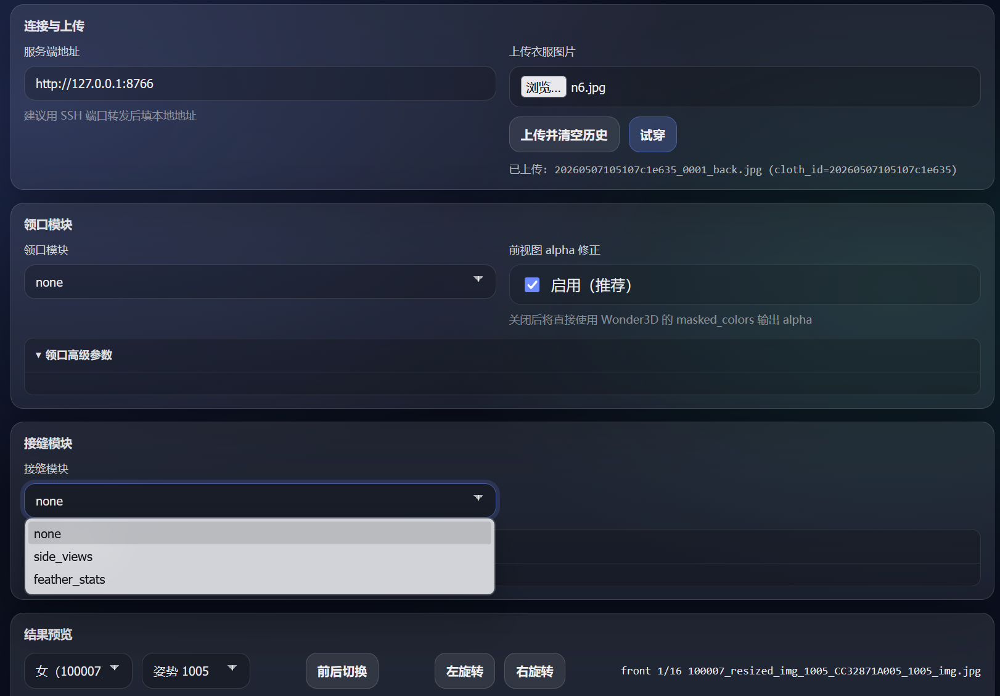 连接与上传
服务端地址
http://127.0.0.1:8766
建议用 SSH 端口转发后填本地地址
上传衣服图片
浏览... n6.jpg
上传并清空历史 试穿
已上传: 20260507105107c1e635_0001_back.jpg (cloth_id=20260507105107c1e635)
领口模块
领口模块
none
前视图 alpha 修正
启用（推荐）
关闭后将直接使用 Wonder3D 的 masked_colors 输出 alpha
▼ 领口高级参数
接缝模块
接缝模块
none
none
side_views
feather_stats
结果预览
女（100007 姿势 1005 前后切换 左旋转 右旋转 front 1/16 100007_resized_img_1005_CC32871A005_1005_img.jpg